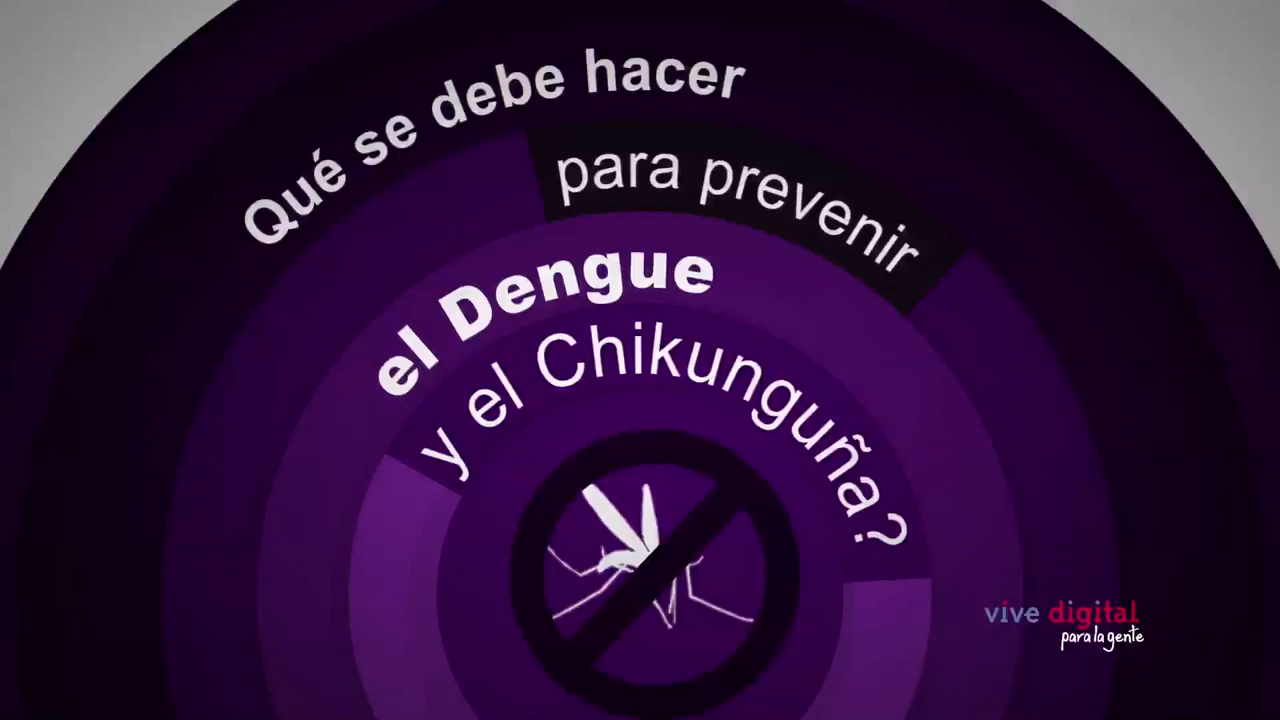 Qué se debe hacer
para prevenir
el Dengue
y el Chikunguña?
vive digital
para la gente